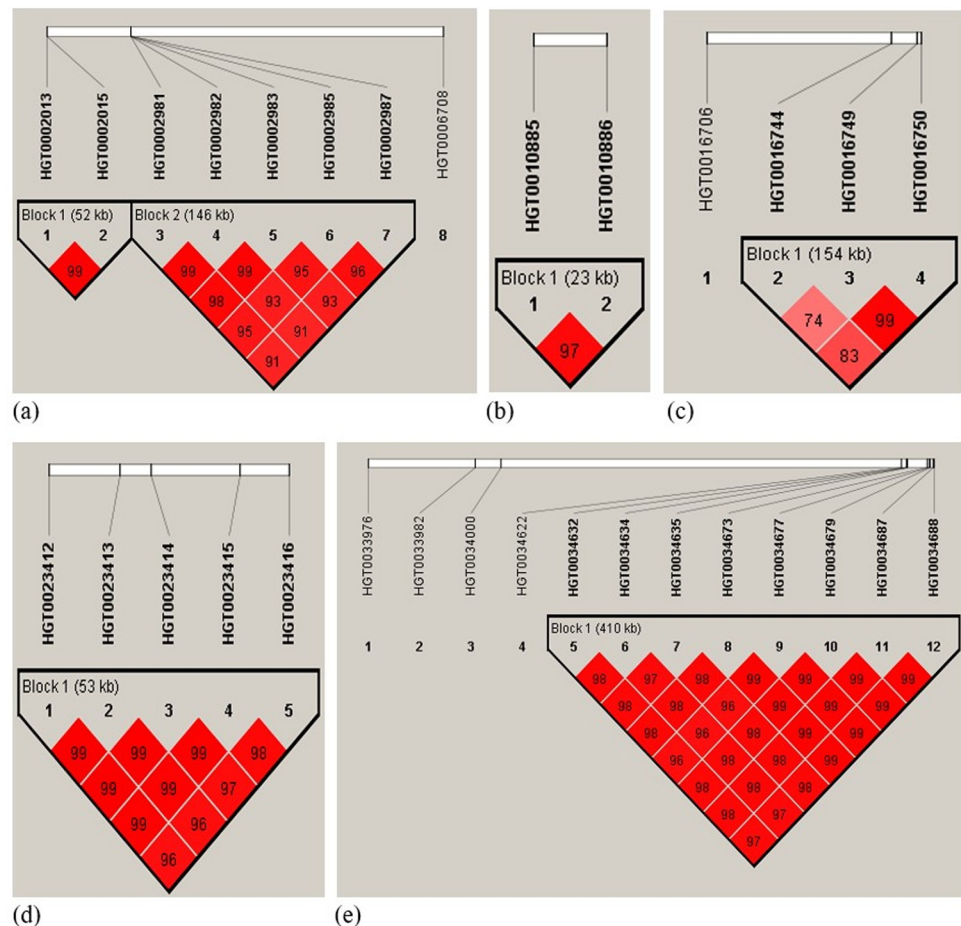 HGT0002013 HGT0002015 HGT0002981 HGT0002982 HGT0002983 HGT0002985 HGT0002987 HGT0006708
Block 1 (52 kb) Block 2 (146 kb)
1 2 3 4 5 6 7 8
99 99 99 95 96
98 93 93
95 91
91
(a)
HGT0010885 HGT0010886
Block 1 (23 kb)
1 2
97
(b)
HGT0016706 HGT0016744 HGT0016749 HGT0016750
Block 1 (154 kb)
1 2 3 4
74 99
83
(c)
HGT0023412 HGT0023413 HGT0023414 HGT0023415 HGT0023416
Block 1 (53 kb)
1 2 3 4 5
99 99 99 98
99 99 97
99 96
96
(d)
HGT0033976 HGT0033982 HGT0034000 HGT0034622 HGT0034632 HGT0034634 HGT0034635 HGT0034673 HGT0034677 HGT0034679 HGT0034687 HGT0034688
Block 1 (410 kb)
1 2 3 4 5 6 7 8 9 10 11 12
98 97 98 99 99 99 99
98 98 96 98 99 99
98 96 98 99 99
96 98 98 99
98 98 98
98 97
97
(e)